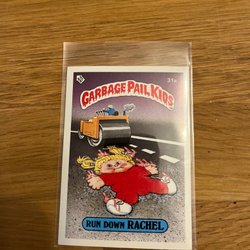 31a
GARBAGE PAIL KIDS
RUN DOWN RACHEL